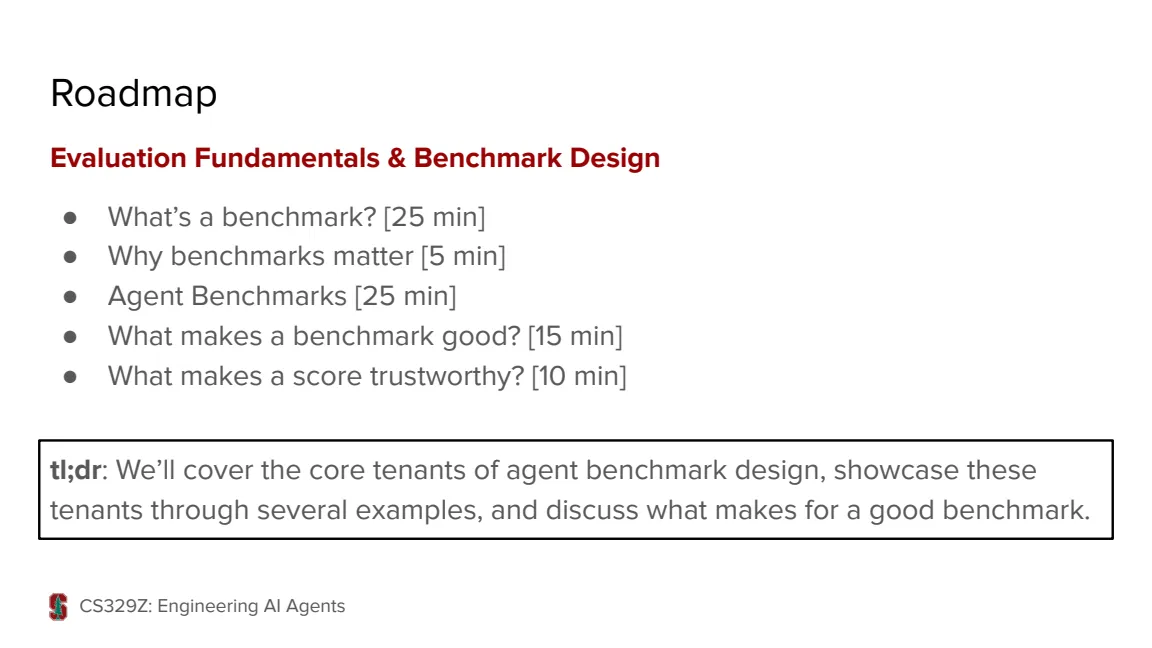 Roadmap
Evaluation Fundamentals & Benchmark Design
● What’s a benchmark? [25 min]
● Why benchmarks matter [5 min]
● Agent Benchmarks [25 min]
● What makes a benchmark good? [15 min]
● What makes a score trustworthy? [10 min]
tl;dr: We’ll cover the core tenants of agent benchmark design, showcase these
tenants through several examples, and discuss what makes for a good benchmark.
CS329Z: Engineering AI Agents